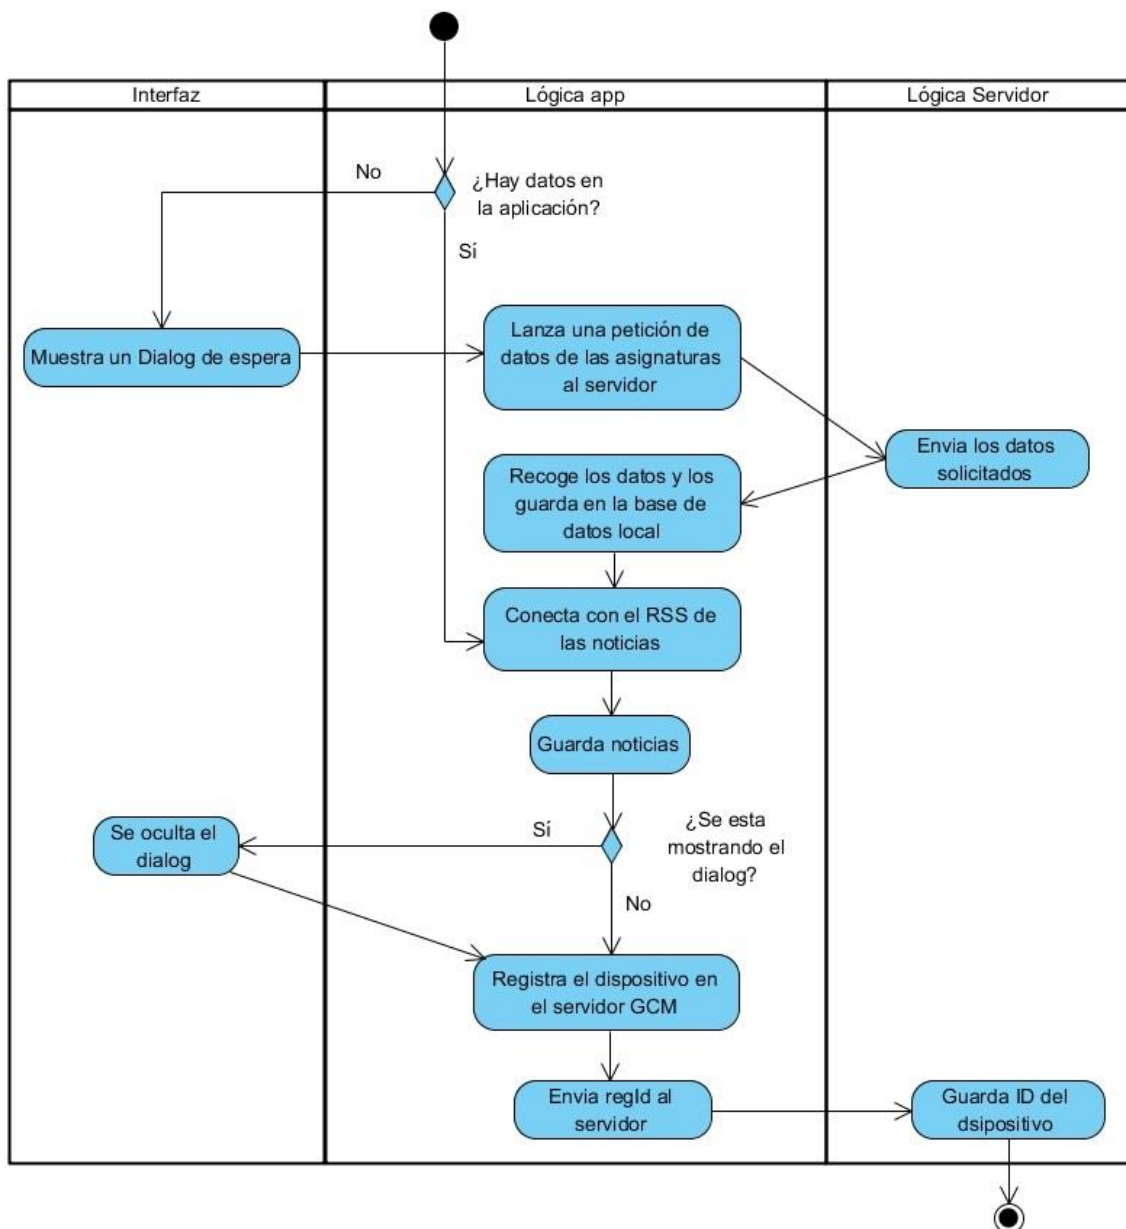 Interfaz
Lógica app
Lógica Servidor
No
¿Hay datos en
la aplicación?
Sí
Muestra un Dialog de espera
Lanza una petición de
datos de las asignaturas
al servidor
Envia los datos
solicitados
Recoge los datos y los
guarda en la base de
datos local
Conecta con el RSS de
las noticias
Guarda noticias
Se oculta el
dialog
Sí
¿Se esta
mostrando el
dialog?
No
Registra el dispositivo en
el servidor GCM
Envia regId al
servidor
Guarda ID del
dsipositivo